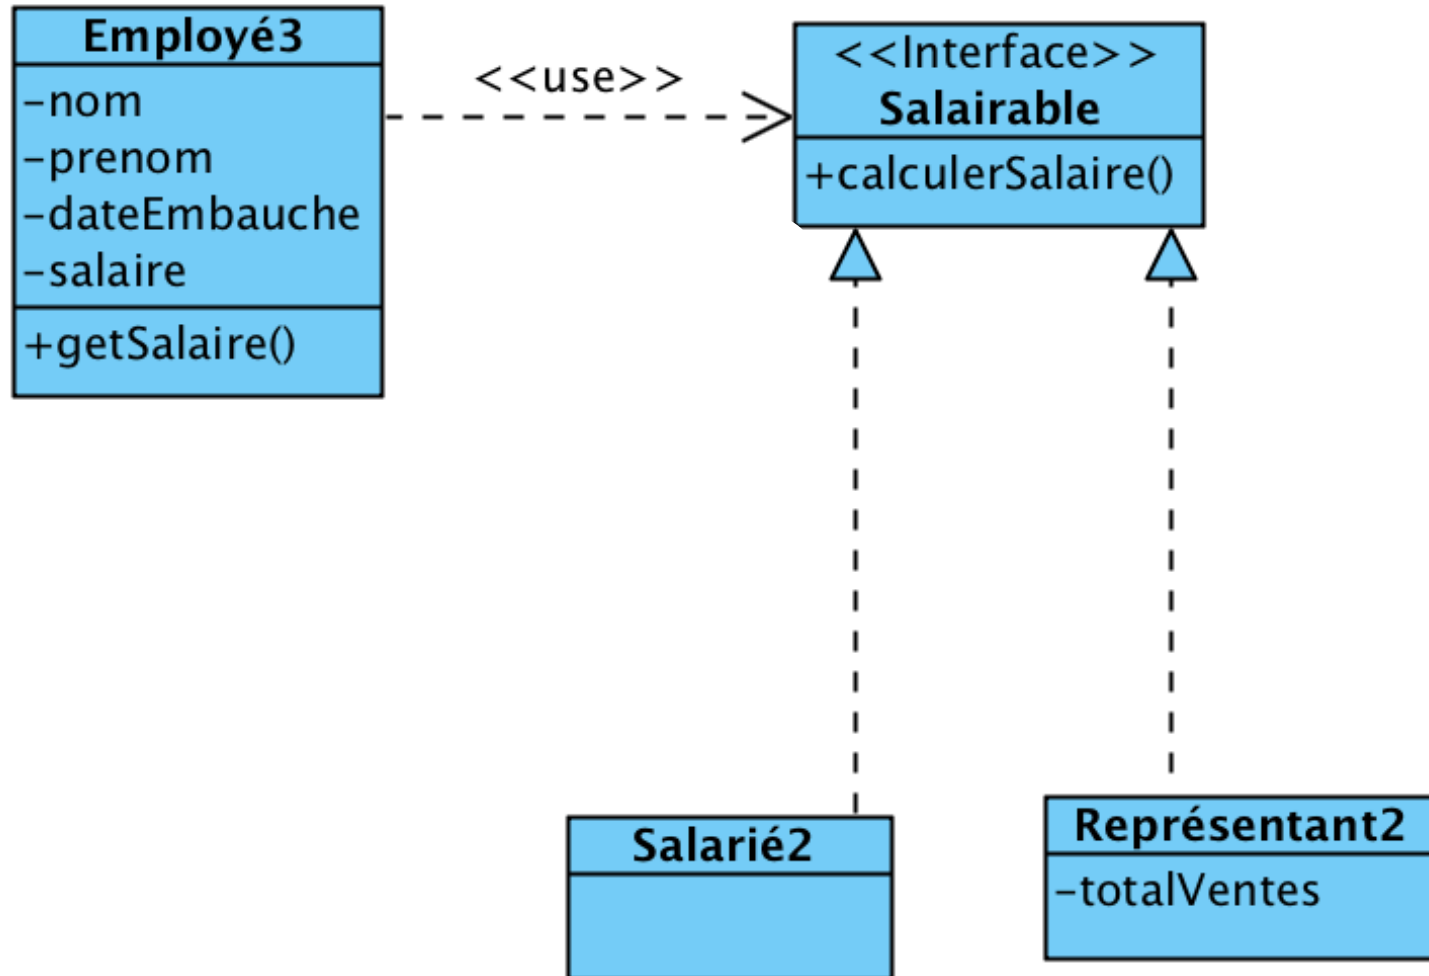 Employé3
-nom
-prenom
-dateEmbauche
-salaire
+getSalaire()
<<use>>
<<Interface>>
Salairable
+calculerSalaire()
Salarié2
Représentant2
-totalVentes